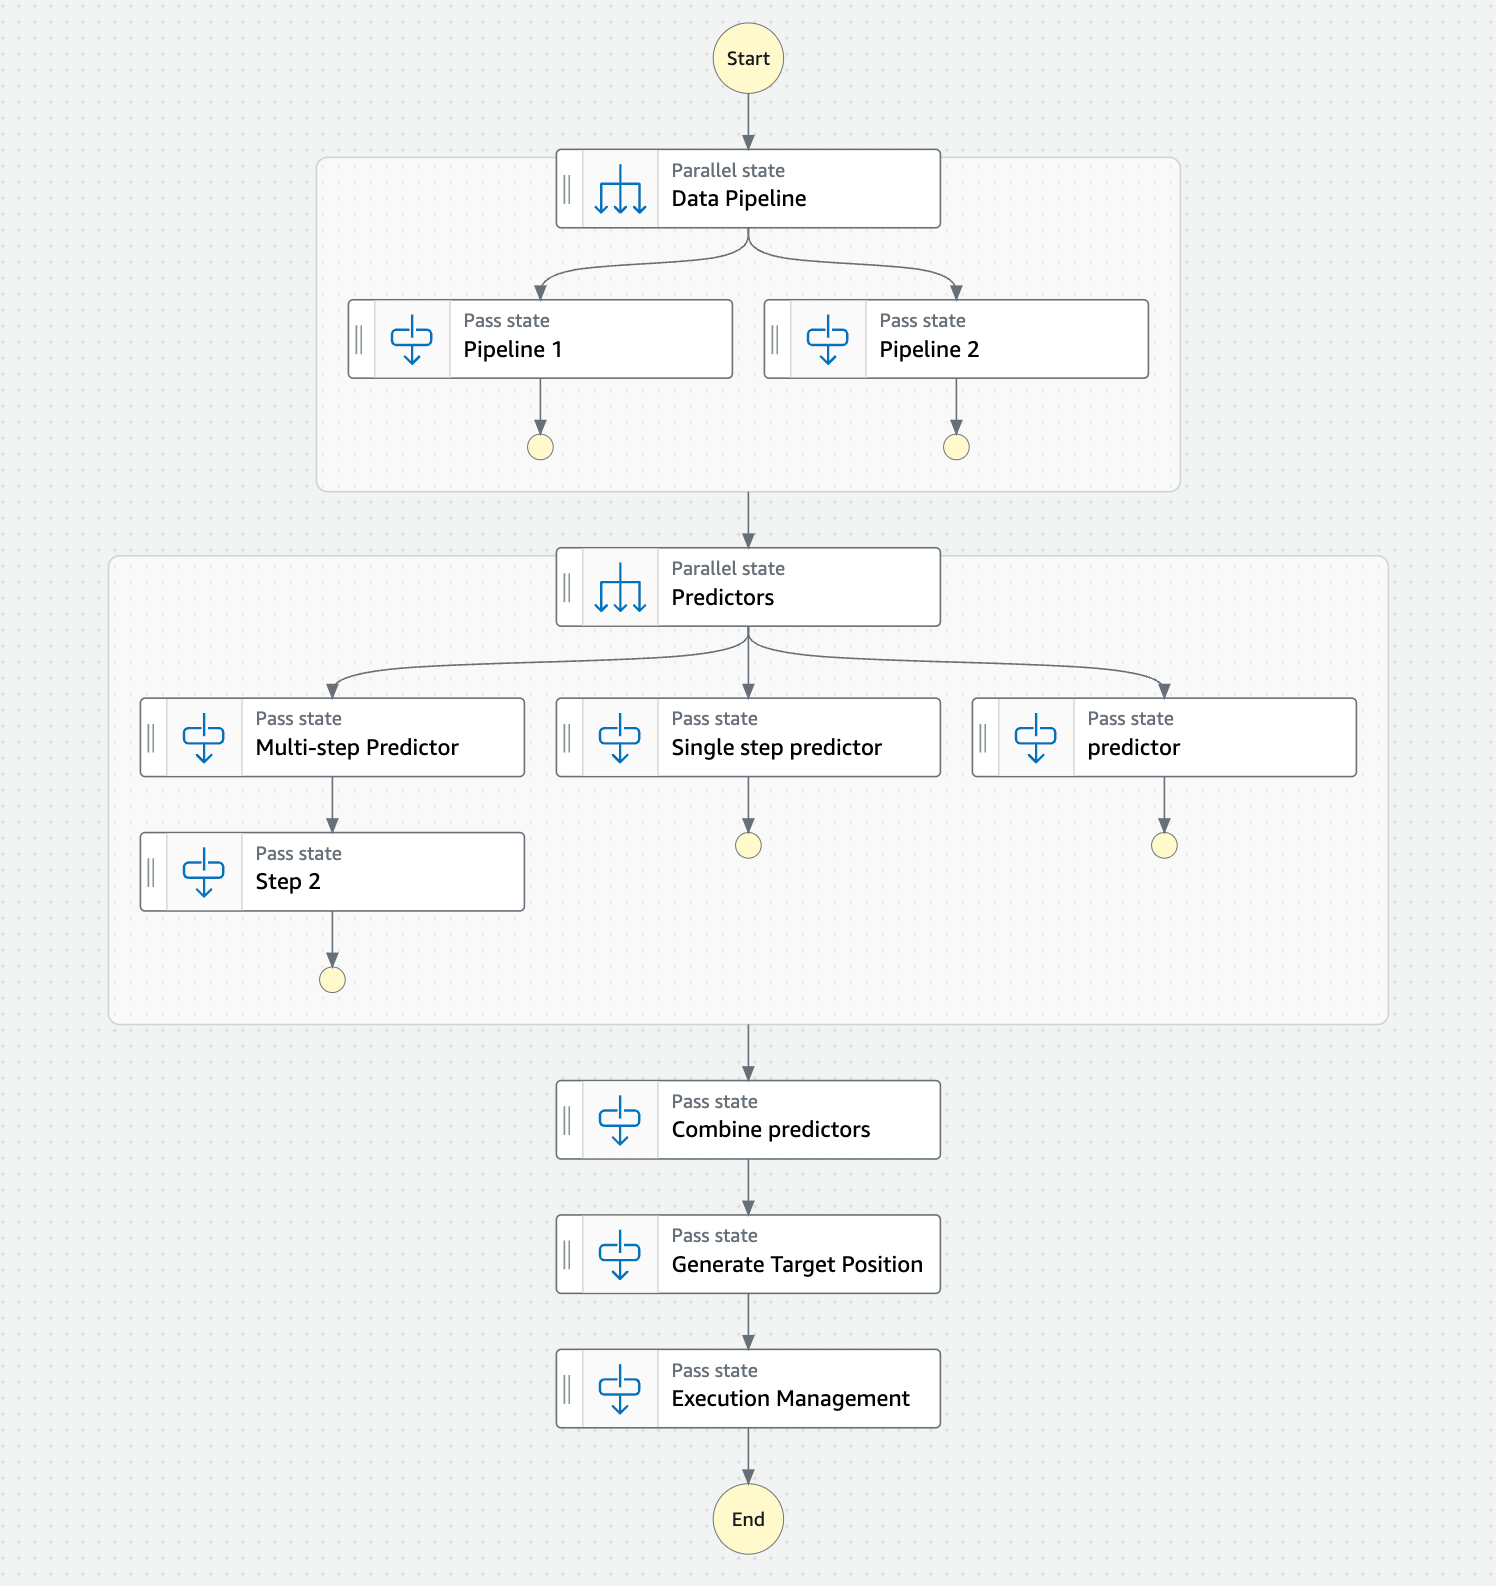 Start
Parallel state
Data Pipeline
Pass state
Pipeline 1
Pass state
Pipeline 2
Parallel state
Predictors
Pass state
Multi-step Predictor
Pass state
Single step predictor
Pass state
predictor
Pass state
Step 2
Pass state
Combine predictors
Pass state
Generate Target Position
Pass state
Execution Management
End